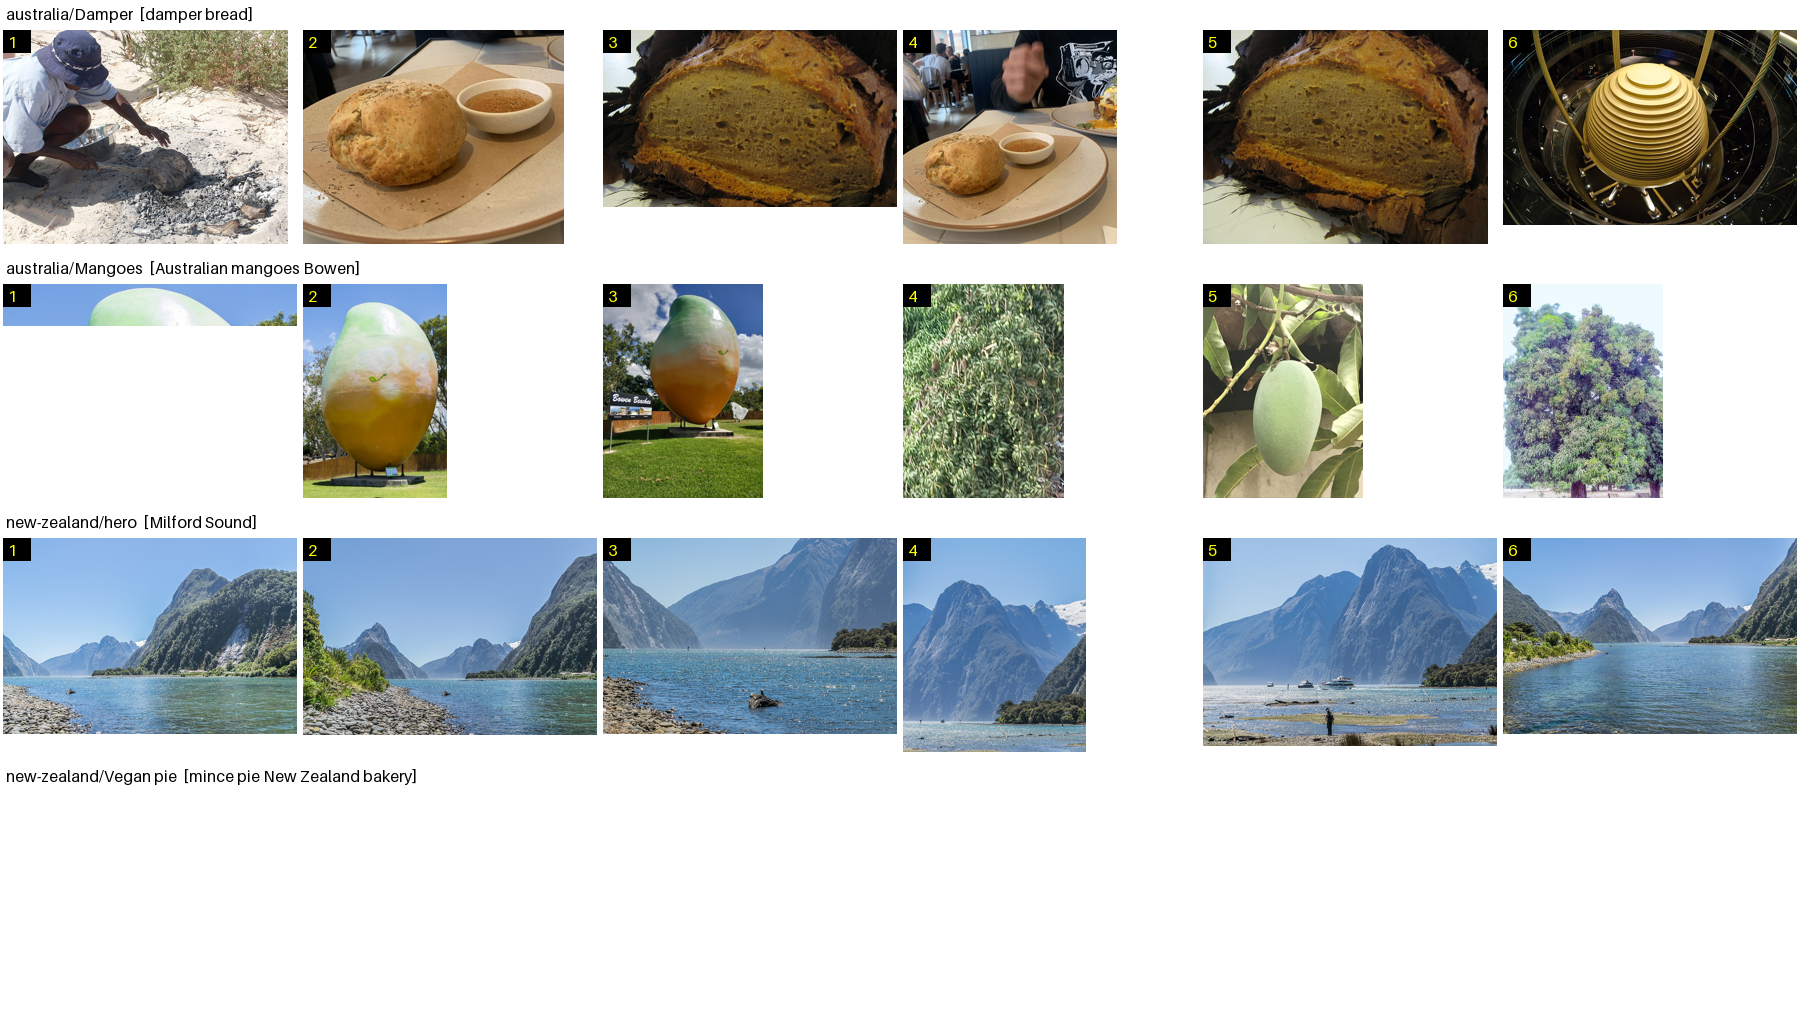 australia/Damper [damper bread]
1 2 3 4 5 6
australia/Mangoes [Australian mangoes Bowen]
1 2 3 4 5 6
Bowen Beaches
new-zealand/hero [Milford Sound]
1 2 3 4 5 6
new-zealand/Vegan pie [mince pie New Zealand bakery]